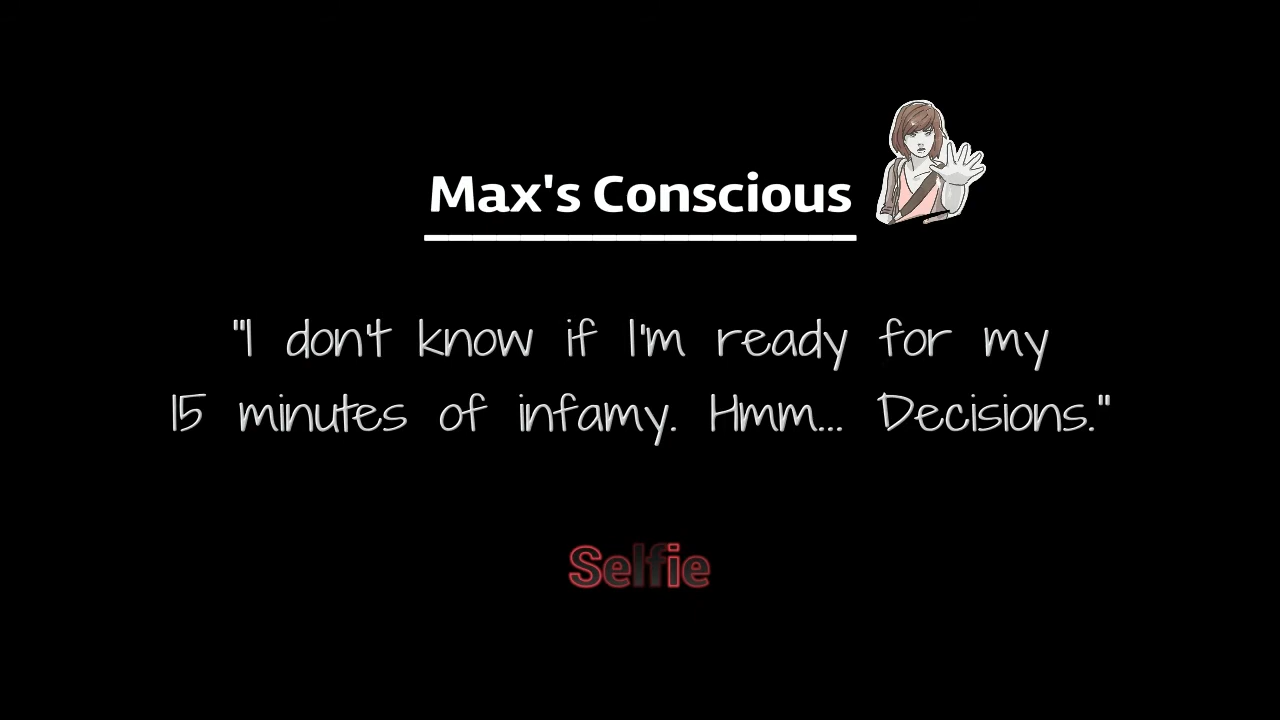 Max's Conscious
"I don't know if I'm ready for my
15 minutes of infamy. Hmm... Decisions."
Selfie